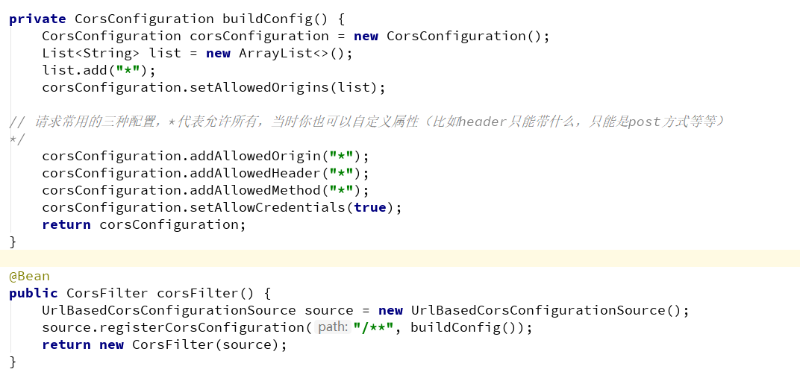 private CorsConfiguration buildConfig() {
    CorsConfiguration corsConfiguration = new CorsConfiguration();
    List<String> list = new ArrayList<>();
    list.add("*");
    corsConfiguration.setAllowedOrigins(list);
// 请求常用的三种配置，*代表允许所有，当时你也可以自定义属性（比如header只能带什么，只能是post方式等等）
*/
    corsConfiguration.addAllowedOrigin("*");
    corsConfiguration.addAllowedHeader("*");
    corsConfiguration.addAllowedMethod("*");
    corsConfiguration.setAllowCredentials(true);
    return corsConfiguration;
}
@Bean
public CorsFilter corsFilter() {
    UrlBasedCorsConfigurationSource source = new UrlBasedCorsConfigurationSource();
    source.registerCorsConfiguration( path: "/**", buildConfig());
    return new CorsFilter(source);
}